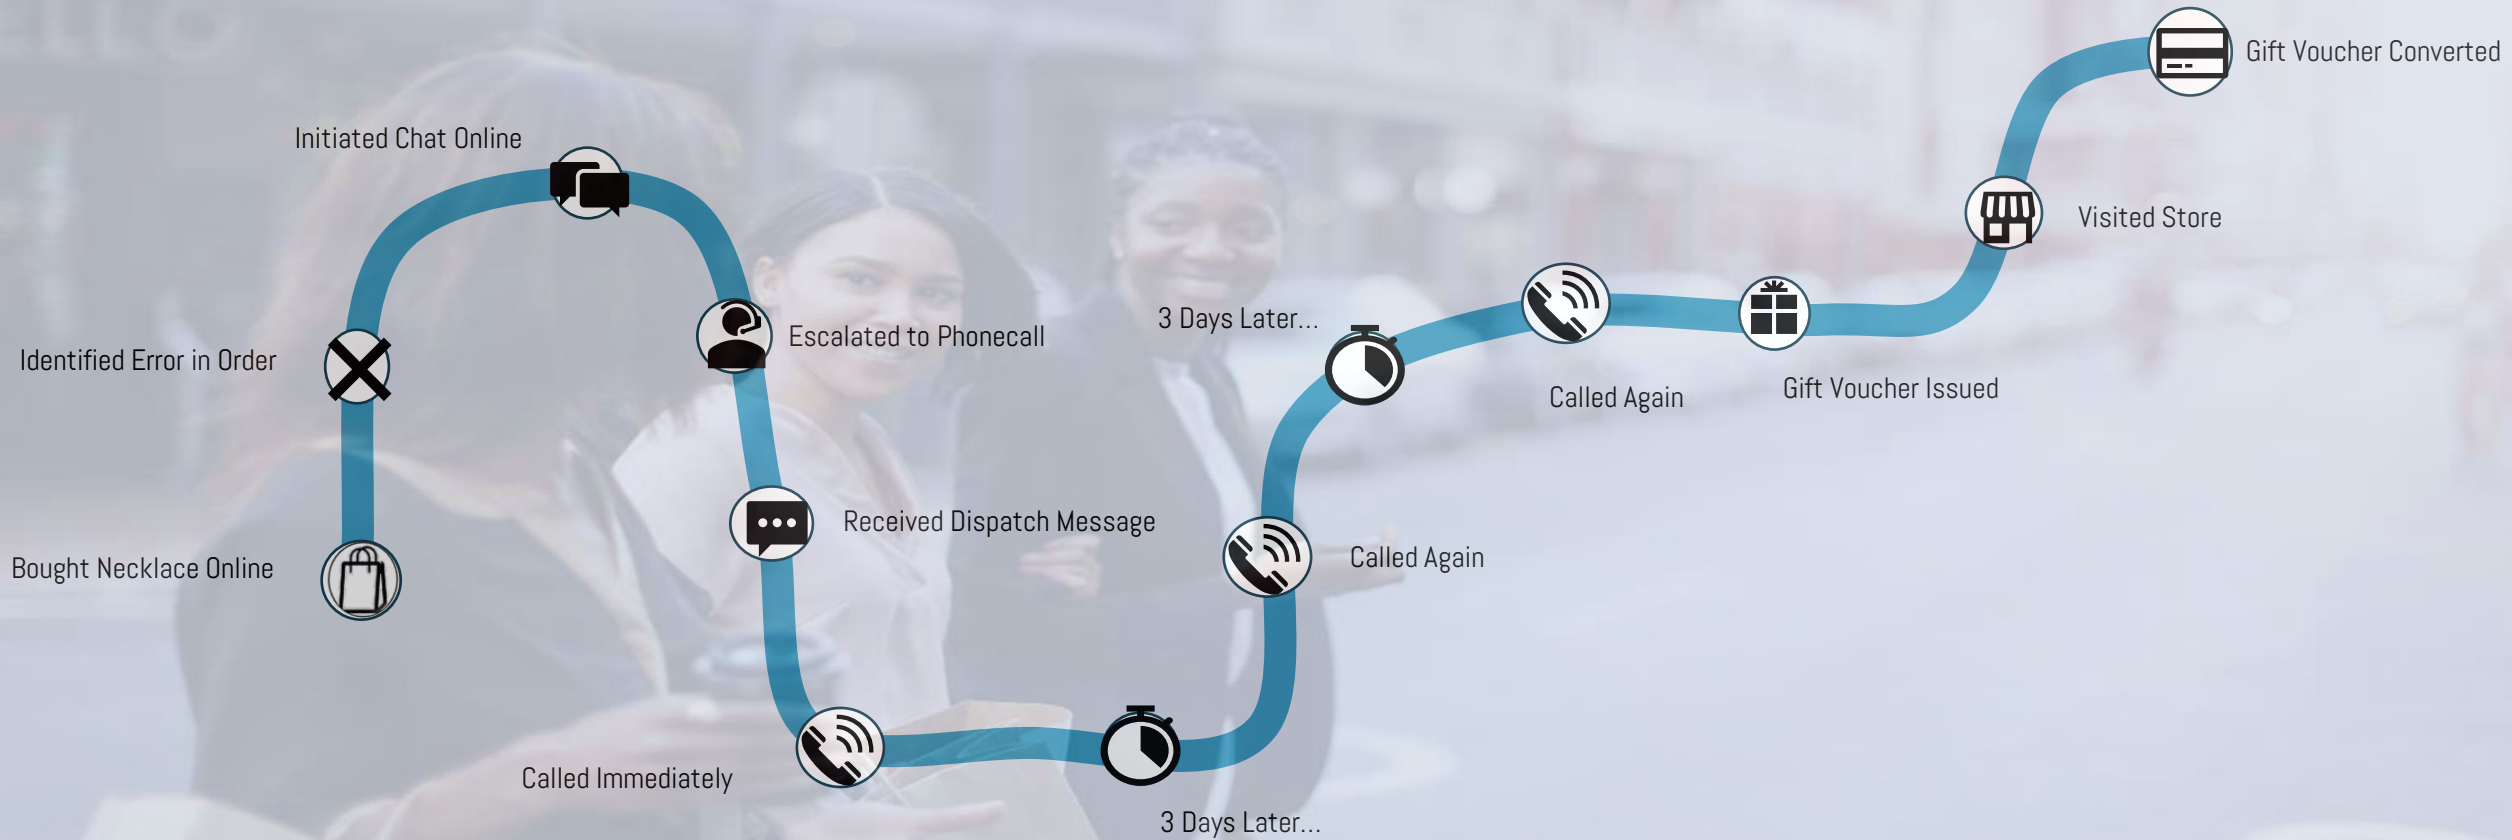 ELLO
Bought Necklace Online
Identified Error in Order
Initiated Chat Online
Escalated to Phonecall
Received Dispatch Message
Called Immediately
3 Days Later...
Called Again
3 Days Later...
Called Again
Gift Voucher Issued
Visited Store
Gift Voucher Converted